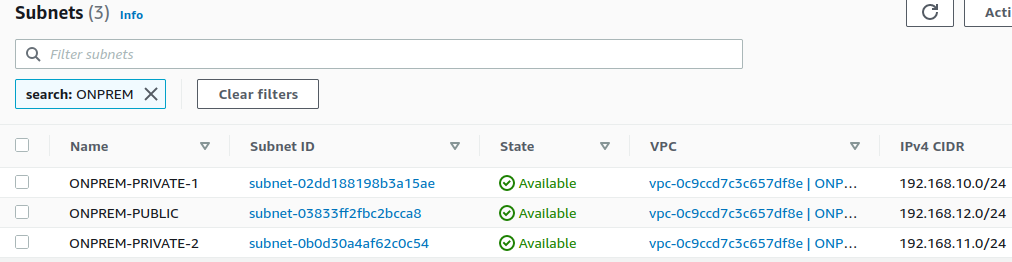 Subnets (3) Info
Acti
Filter subnets
search: ONPREM
Clear filters
Name Subnet ID State VPC IPv4 CIDR
ONPREM-PRIVATE-1 subnet-02dd188198b3a15ae Available vpc-0c9ccd7c3c657df8e | ONP... 192.168.10.0/24
ONPREM-PUBLIC subnet-03833ff2fbc2bcca8 Available vpc-0c9ccd7c3c657df8e | ONP... 192.168.12.0/24
ONPREM-PRIVATE-2 subnet-0b0d30a4af62c0c54 Available vpc-0c9ccd7c3c657df8e | ONP... 192.168.11.0/24